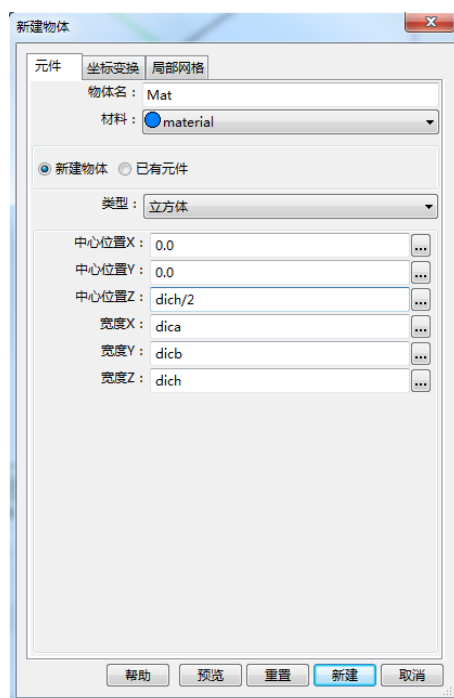 新建物体
元件 坐标变换 局部网格
物体名： Mat
材料： material
新建物体 已有元件
类型： 立方体
中心位置X： 0.0 ...
中心位置Y： 0.0 ...
中心位置Z： dich/2 ...
宽度X： dica ...
宽度Y： dicb ...
宽度Z： dich ...
帮助 预览 重置 新建 取消